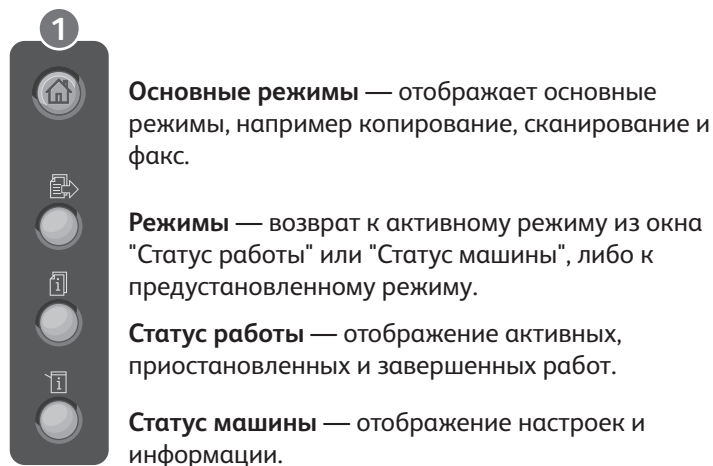 1
Основные режимы — отображает основные
режимы, например копирование, сканирование и
факс.
Режимы — возврат к активному режиму из окна
"Статус работы" или "Статус машины", либо к
предустановленному режиму.
Статус работы — отображение активных,
приостановленных и завершенных работ.
Статус машины — отображение настроек и
информации.